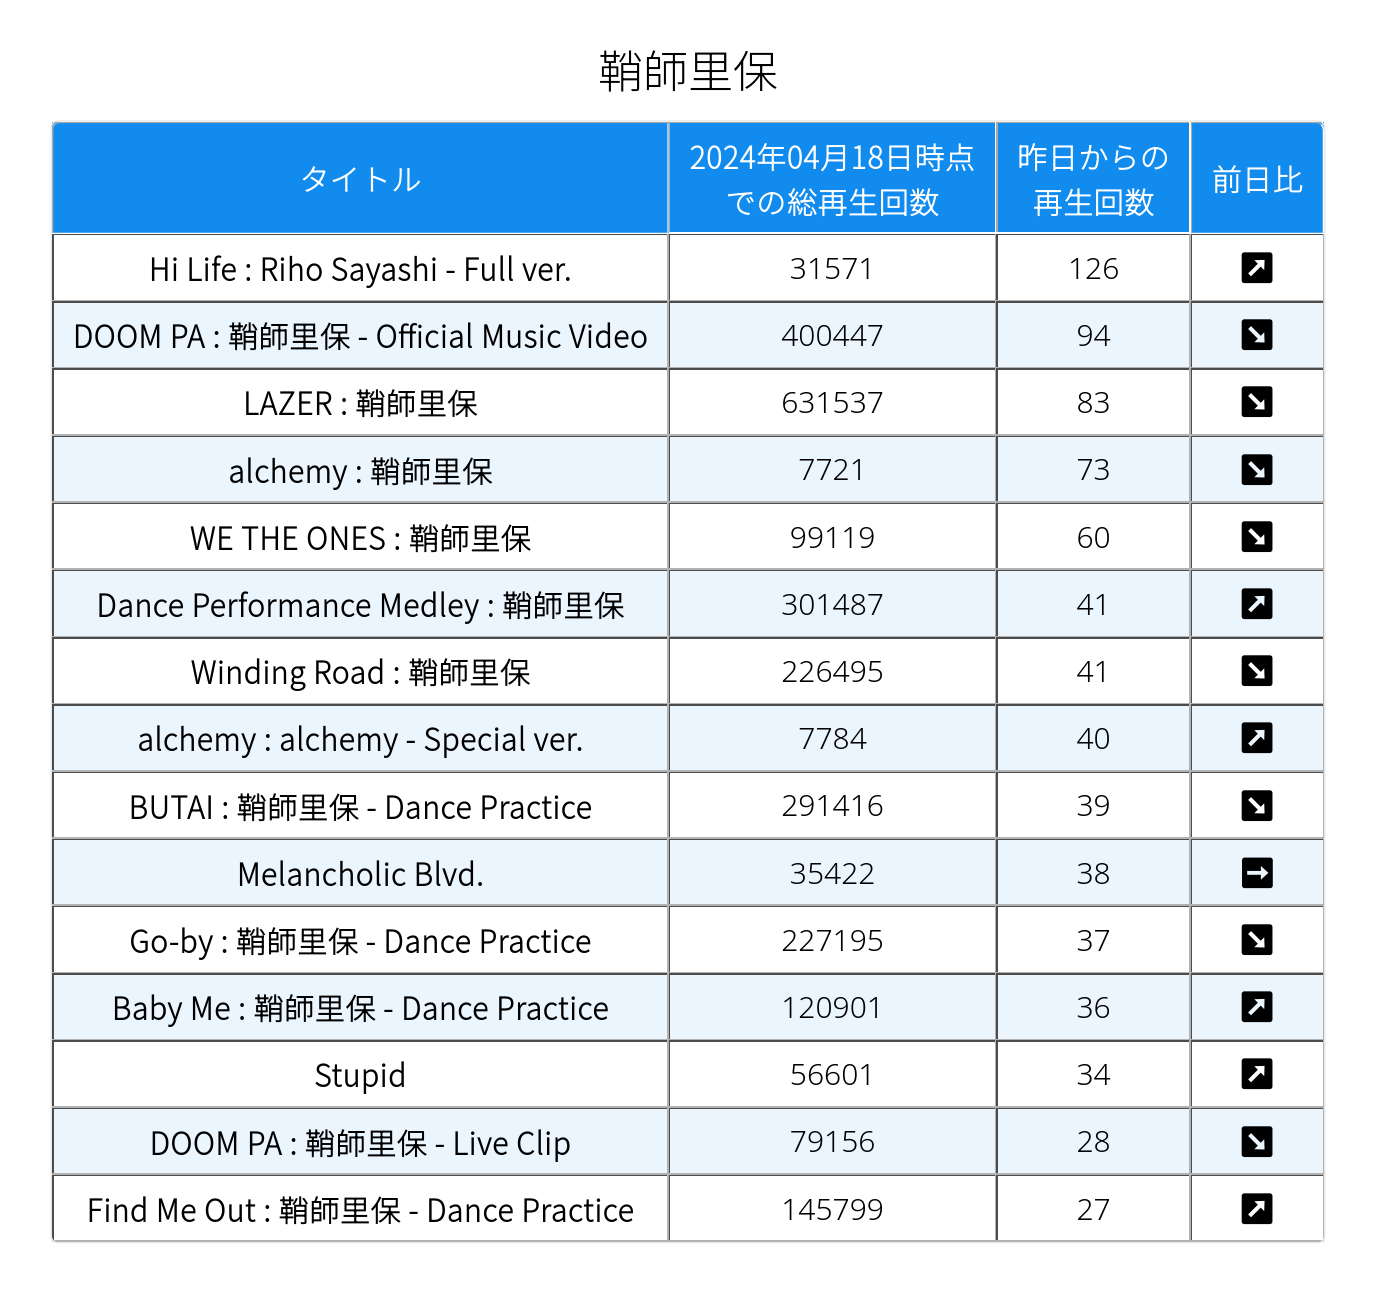 鞘師里保
タイトル
2024年04月18日時点
での総再生回数
昨日からの
再生回数
前日比
Hi Life : Riho Sayashi - Full ver. 31571 126
DOOM PA : 鞘師里保 - Official Music Video 400447 94
LAZER : 鞘師里保 631537 83
alchemy : 鞘師里保 7721 73
WE THE ONES : 鞘師里保 99119 60
Dance Performance Medley : 鞘師里保 301487 41
Winding Road : 鞘師里保 226495 41
alchemy : alchemy - Special ver. 7784 40
BUTAI : 鞘師里保 - Dance Practice 291416 39
Melancholic Blvd. 35422 38
Go-by : 鞘師里保 - Dance Practice 227195 37
Baby Me : 鞘師里保 - Dance Practice 120901 36
Stupid 56601 34
DOOM PA : 鞘師里保 - Live Clip 79156 28
Find Me Out : 鞘師里保 - Dance Practice 145799 27